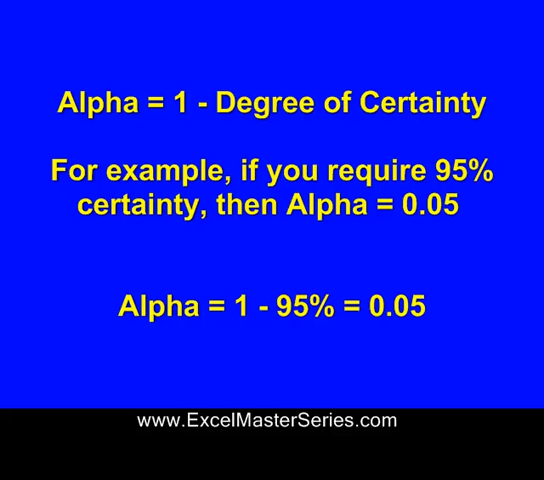 Alpha = 1 - Degree of Certainty
For example, if you require 95%
certainty, then Alpha = 0.05
Alpha = 1 - 95% = 0.05
www.ExcelMasterSeries.com